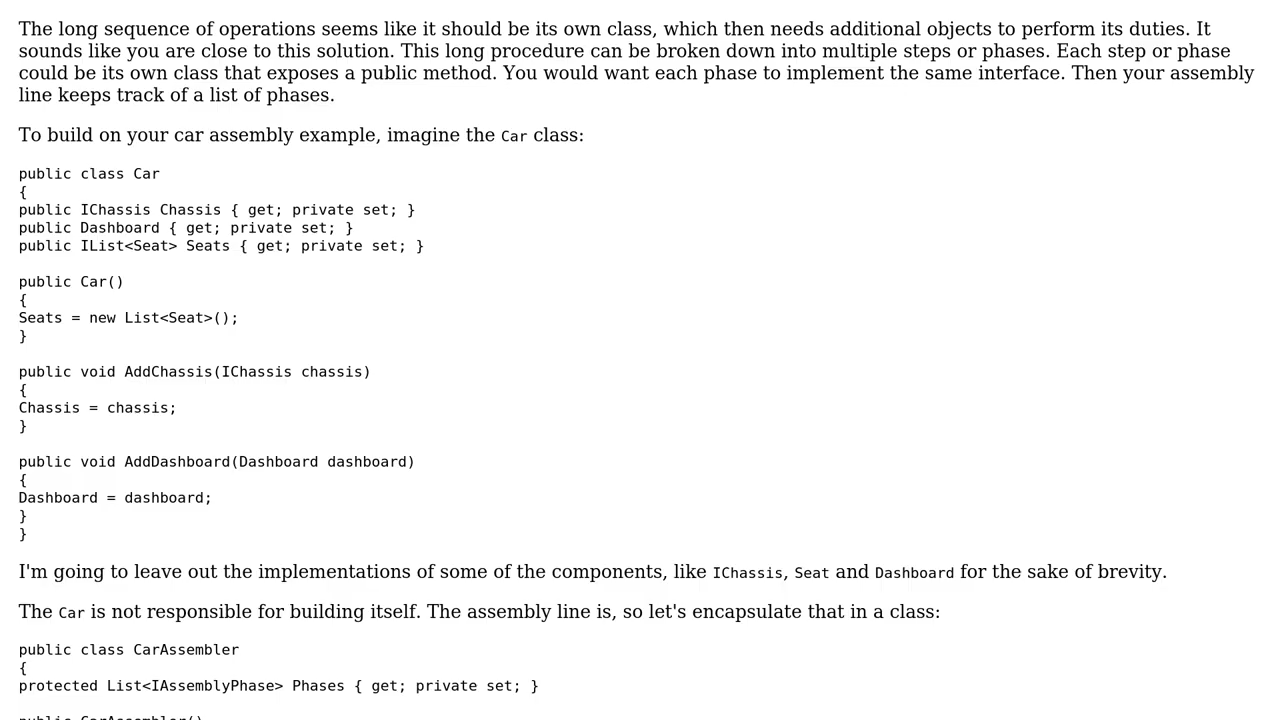 The long sequence of operations seems like it should be its own class, which then needs additional objects to perform its duties. It
sounds like you are close to this solution. This long procedure can be broken down into multiple steps or phases. Each step or phase
could be its own class that exposes a public method. You would want each phase to implement the same interface. Then your assembly
line keeps track of a list of phases.
To build on your car assembly example, imagine the Car class:
public class Car
{
public IChassis Chassis { get; private set; }
public Dashboard { get; private set; }
public IList<Seat> Seats { get; private set; }
public Car()
{
Seats = new List<Seat>();
}
public void AddChassis(IChassis chassis)
{
Chassis = chassis;
}
public void AddDashboard(Dashboard dashboard)
{
Dashboard = dashboard;
}
}
I'm going to leave out the implementations of some of the components, like IChassis, Seat and Dashboard for the sake of brevity.
The Car is not responsible for building itself. The assembly line is, so let's encapsulate that in a class:
public class CarAssembler
{
protected List<IAssemblyPhase> Phases { get; private set; }
public CarAssembler()